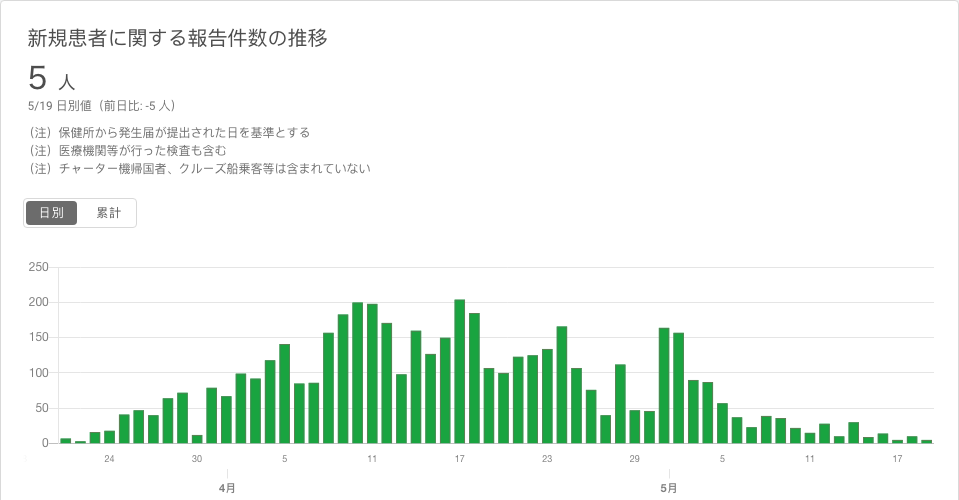 新規患者に関する報告件数の推移
5 人
5/19 日別値（前日比: -5 人）
（注）保健所から発生届が提出された日を基準とする
（注）医療機関等が行った検査も含む
（注）チャーター機帰国者、クルーズ船乗客等は含まれていない
日別 累計
250
200
150
100
50
0
24 30 5 11 17 23 29 5 11 17
4月 5月